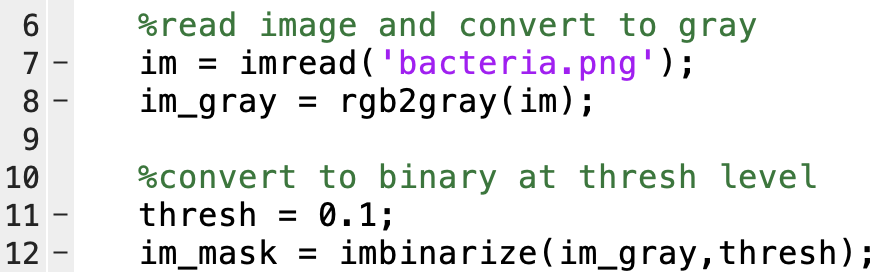 6 %read image and convert to gray
7 – im = imread('bacteria.png');
8 – im_gray = rgb2gray(im);
9
10 %convert to binary at thresh level
11 – thresh = 0.1;
12 – im_mask = imbinarize(im_gray,thresh);